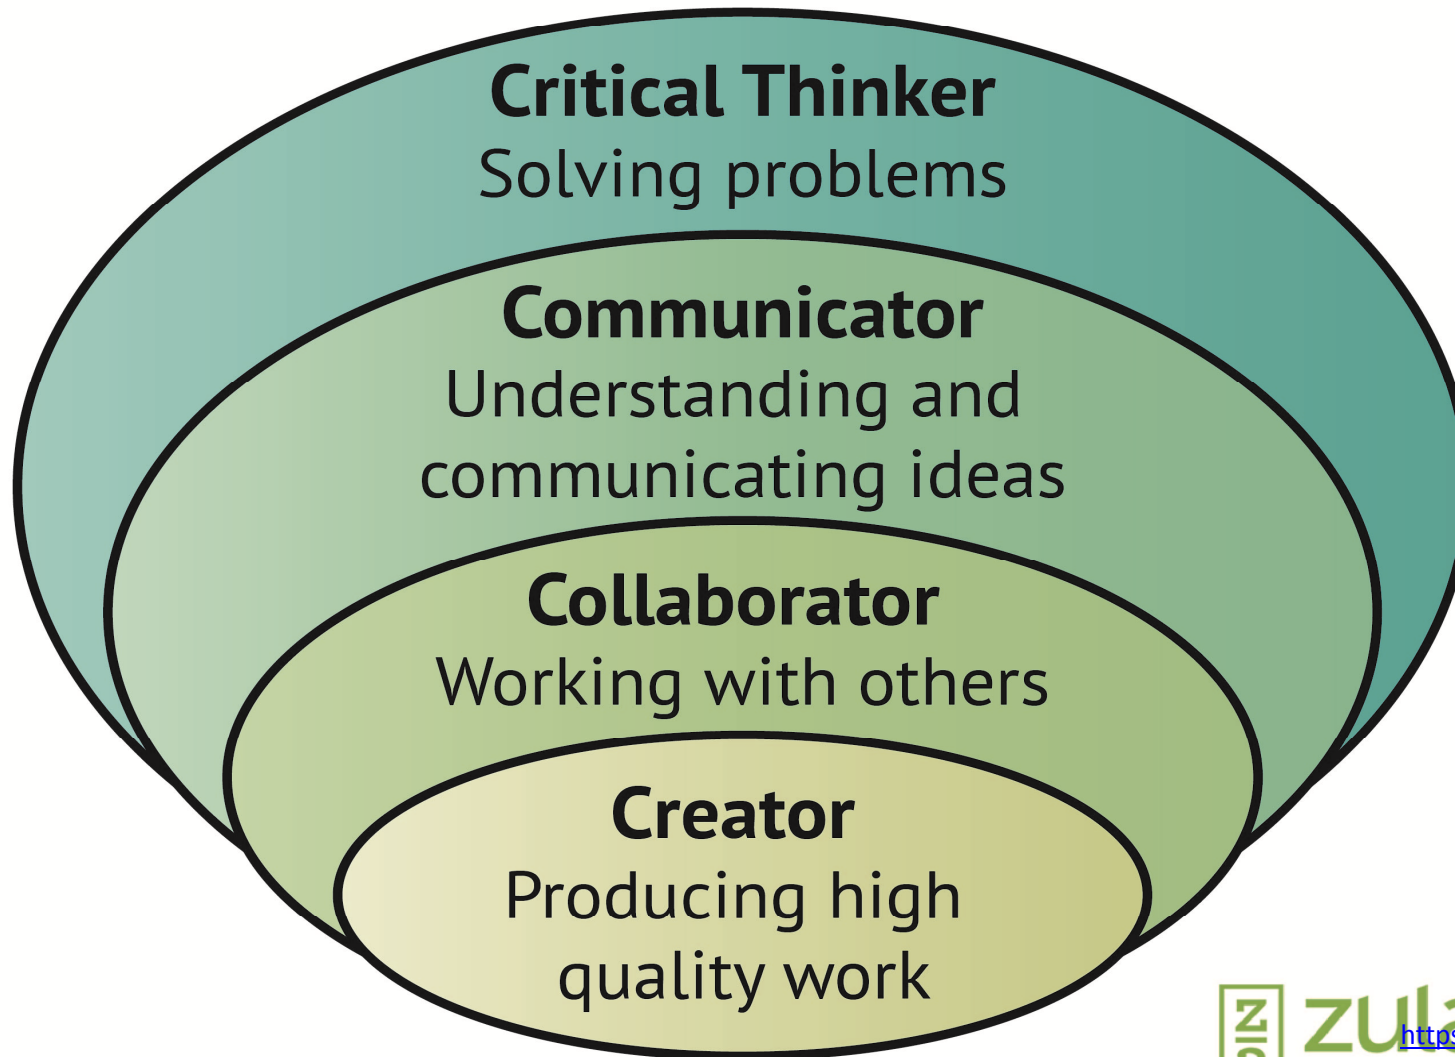 Critical Thinker
Solving problems
Communicator
Understanding and
communicating ideas
Collaborator
Working with others
Creator
Producing high
quality work